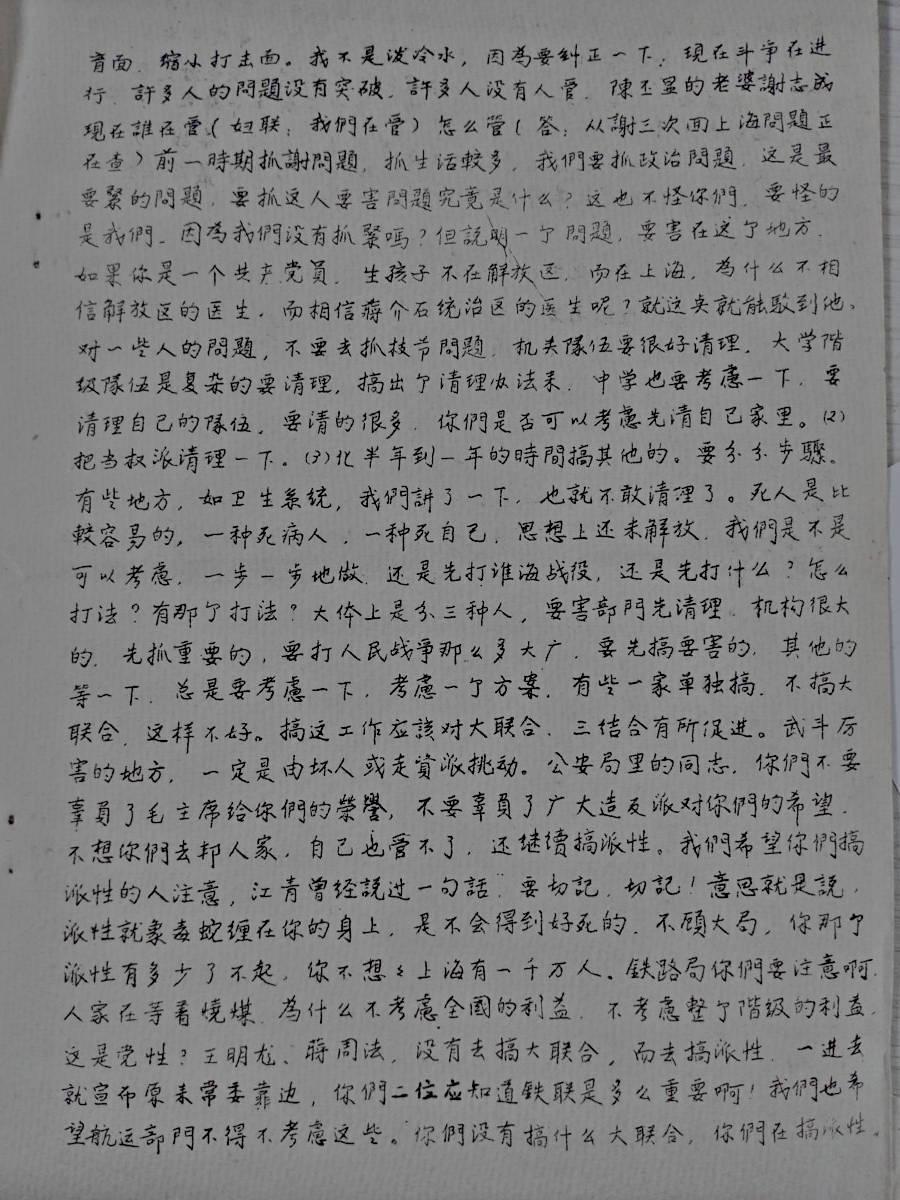 育面，缩小打击面。我不是泼冷水，因為要糾正一下，現在斗争在进
行，許多人的問題没有突破，許多人没有人管，陳丕显的老婆謝志成
現在誰在管（妇联：我們在管）怎么管（答：从謝三次面上海問題正
在查）前一時期抓謝問題，抓生活較多，我們要抓政治問題，这是最
要緊的問題，要抓这人要害問題究竟是什么？这也不怪你們，要怪的
是我們。因為我們没有抓緊嗎？但説明一个問題，要害在这个地方，
如果你是一个共产党員，生孩子不在解放区，而在上海，為什么不相
信解放区的医生，而相信蒋介石统治区的医生呢？就这夹就能駁到他、
对一些人的問題，不要去抓枝节問題，机关隊伍要很好清理，大学階
級隊伍是复杂的要清理，搞出个清理办法来，中学也要考慮一下，要
清理自己的隊伍，要清的很多，你們是否可以考慮先清自己家里。(2)
把当权派清理一下。(3)化半年到一年的時間搞其他的。要分分步驟。
有些地方，如卫生系統，我們講了一下，也就不敢清理了。死人是比
較容易的，一种死病人，一种死自己，思想上还未解放，我們是不是
可以考慮，一步一步地做，还是先打淮海战役，还是先打什么？怎么
打法？有那个打法？大体上是分三种人，要害部門先清理，机构很大
的，先抓重要的，要打人民战争那么多大广，要先搞要害的，其他的
等一下，总是要考慮一下，考慮一个方案，有些一家单独搞，不搞大
联合，这样不好。搞这工作应該对大联合、三结合有所促进。武斗厉
害的地方，一定是由坏人或走資派挑动。公安局里的同志，你們不要
辜負了毛主席给你們的榮譽，不要辜負了广大造反派对你們的希望，
不想你們去邦人家，自己也管不了，还继續搞派性。我們希望你們搞
派性的人注意，江青曾经説过一句話，要切記，切記！意思就是説，
派性就象毒蛇缠在你的身上，是不会得到好死的，不顾大局，你那个
派性有多少了不起，你不想々上海有一千万人。鉄路局你們要注意啊，
人家在等着燒煤，為什么不考慮全國的利益，不考慮整个階級的利益，
这是党性？王明尨、蒋周法，没有去搞大联合，而去搞派性，一进去
就宣布原来常委靠边，你們二位应知道鉄联是多么重要啊！我們也希
望航运部門不得不考慮这些。你們没有搞什么大联合，你們在搞派性。